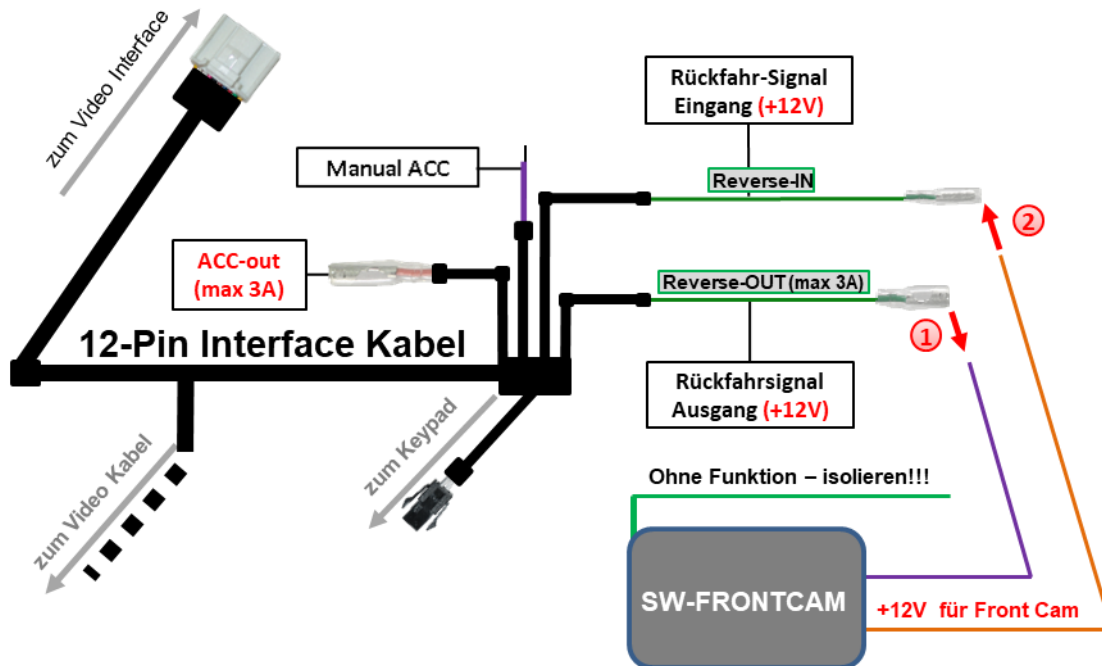 zum Video Interface
Rückfahr-Signal
Eingang (+12V)
Manual ACC
Reverse-IN
2
ACC-out
(max 3A)
Reverse-OUT (max 3A)
1
12-Pin Interface Kabel
Rückfahrsignal
Ausgang (+12V)
zum Keypad
zum Video Kabel
Ohne Funktion – isolieren!!!
SW-FRONTCAM
+12V für Front Cam